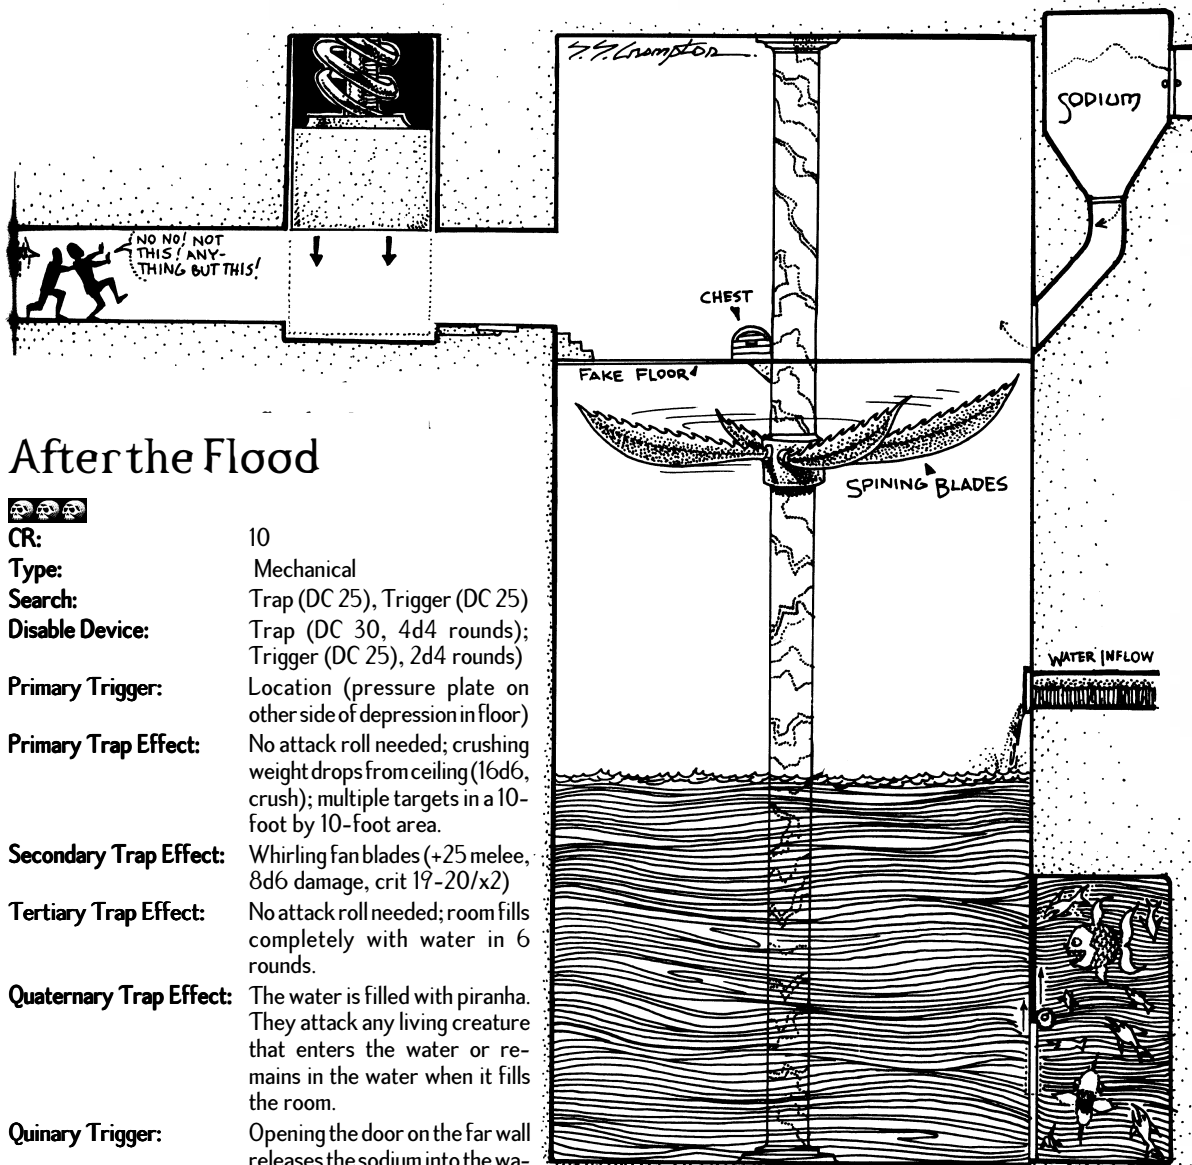 S.S. Crompton
SODIUM
NO NO! NOT
THIS! ANY-
THING BUT THIS!
CHEST
FAKE FLOOR
SPINING BLADES
WATER INFLOW
After the Flood
CR: 10
Type: Mechanical
Search: Trap (DC 25), Trigger (DC 25)
Disable Device: Trap (DC 30, 4d4 rounds);
Trigger (DC 25), 2d4 rounds)
Primary Trigger: Location (pressure plate on
other side of depression in floor)
Primary Trap Effect: No attack roll needed; crushing
weight drops from ceiling (16d6,
crush); multiple targets in a 10-
foot by 10-foot area.
Secondary Trap Effect: Whirling fan blades (+25 melee,
8d6 damage, crit 19-20/x2)
Tertiary Trap Effect: No attack roll needed; room fills
completely with water in 6
rounds.
Quaternary Trap Effect: The water is filled with piranha.
They attack any living creature
that enters the water or re-
mains in the water when it fills
the room.
Quinary Trigger: Opening the door on the far wall
releases the sodium into the wa-